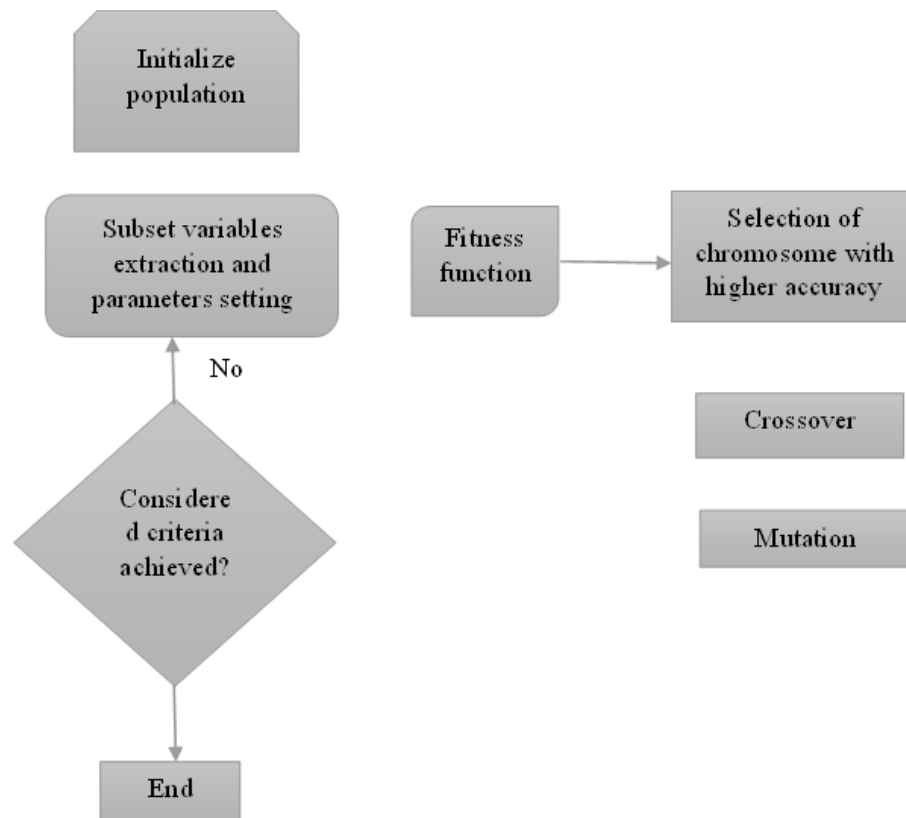 Initialize
population
Subset variables
extraction and
parameters setting
Fitness
function
Selection of
chromosome with
higher accuracy
No
Crossover
Considere
d criteria
achieved?
Mutation
End